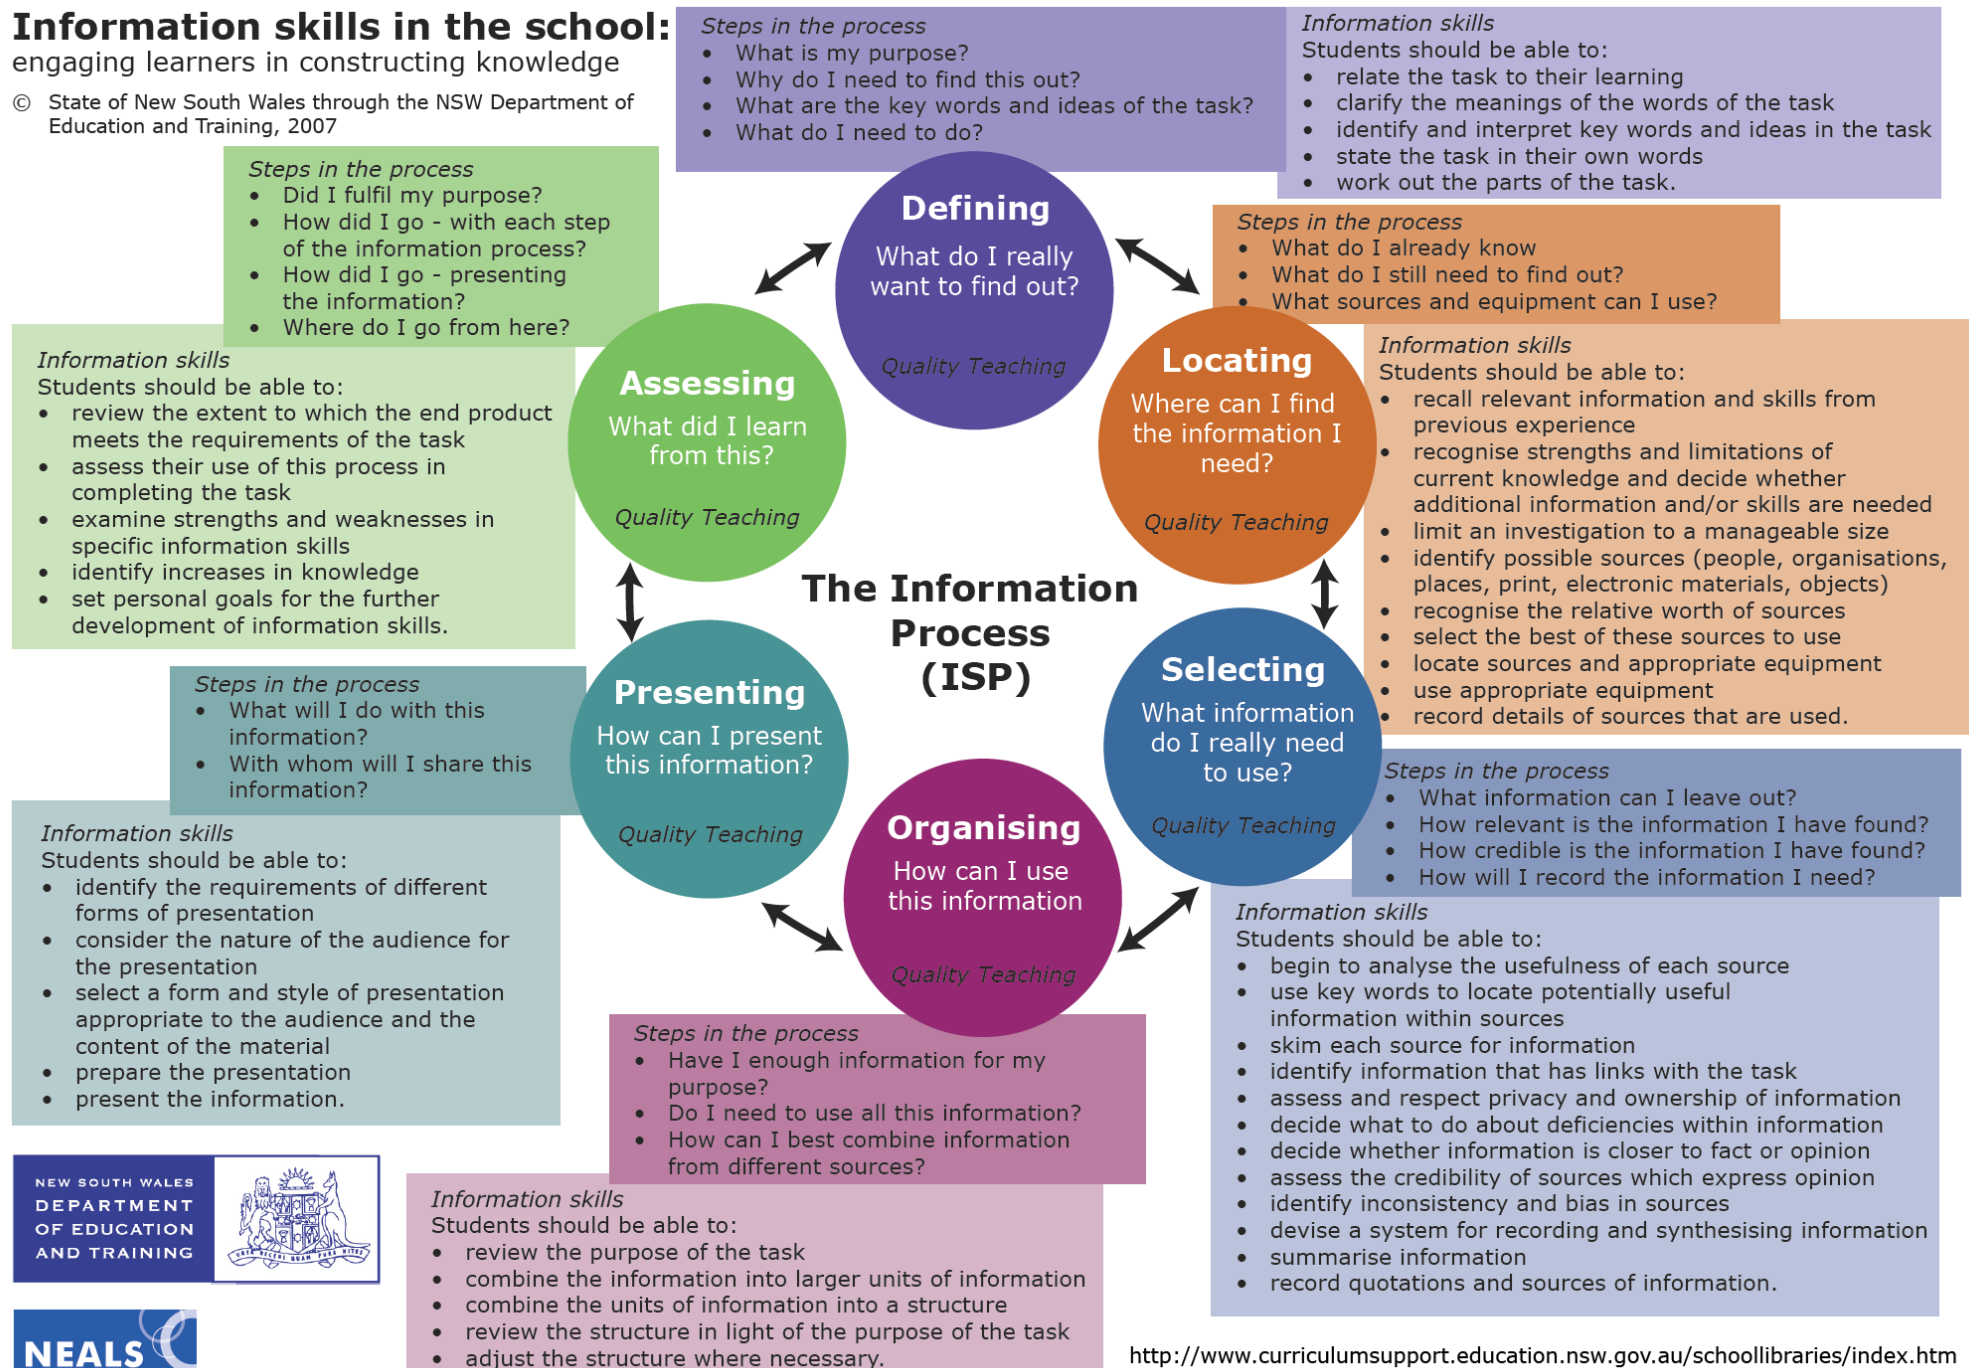 Information skills in the school:
engaging learners in constructing knowledge
© State of New South Wales through the NSW Department of
Education and Training, 2007
Steps in the process
• What is my purpose?
• Why do I need to find this out?
• What are the key words and ideas of the task?
• What do I need to do?
Information skills
Students should be able to:
• relate the task to their learning
• clarify the meanings of the words of the task
• identify and interpret key words and ideas in the task
• state the task in their own words
• work out the parts of the task.
Defining
What do I really
want to find out?
Quality Teaching
Steps in the process
• What do I already know
• What do I still need to find out?
• What sources and equipment can I use?
Locating
Where can I find
the information I
need?
Quality Teaching
Information skills
Students should be able to:
• recall relevant information and skills from
previous experience
• recognise strengths and limitations of
current knowledge and decide whether
additional information and/or skills are needed
• limit an investigation to a manageable size
• identify possible sources (people, organisations,
places, print, electronic materials, objects)
• recognise the relative worth of sources
• select the best of these sources to use
• locate sources and appropriate equipment
• use appropriate equipment
• record details of sources that are used.
Selecting
What information
do I really need
to use?
Quality Teaching
Steps in the process
• What information can I leave out?
• How relevant is the information I have found?
• How credible is the information I have found?
• How will I record the information I need?
Information skills
Students should be able to:
• begin to analyse the usefulness of each source
• use key words to locate potentially useful
information within sources
• skim each source for information
• identify information that has links with the task
• assess and respect privacy and ownership of information
• decide what to do about deficiencies within information
• decide whether information is closer to fact or opinion
• assess the credibility of sources which express opinion
• identify inconsistency and bias in sources
• devise a system for recording and synthesising information
• summarise information
• record quotations and sources of information.
Organising
How can I use
this information
Quality Teaching
Steps in the process
• Have I enough information for my
purpose?
• Do I need to use all this information?
• How can I best combine information
from different sources?
Information skills
Students should be able to:
• review the purpose of the task
• combine the information into larger units of information
• combine the units of information into a structure
• review the structure in light of the purpose of the task
• adjust the structure where necessary.
Presenting
How can I present
this information?
Quality Teaching
Steps in the process
• What will I do with this
information?
• With whom will I share this
information?
Information skills
Students should be able to:
• identify the requirements of different
forms of presentation
• consider the nature of the audience for
the presentation
• select a form and style of presentation
appropriate to the audience and the
content of the material
• prepare the presentation
• present the information.
Assessing
What did I learn
from this?
Quality Teaching
Steps in the process
• Did I fulfil my purpose?
• How did I go - with each step
of the information process?
• How did I go - presenting
the information?
• Where do I go from here?
Information skills
Students should be able to:
• review the extent to which the end product
meets the requirements of the task
• assess their use of this process in
completing the task
• examine strengths and weaknesses in
specific information skills
• identify increases in knowledge
• set personal goals for the further
development of information skills.
The Information
Process
(ISP)
NEW SOUTH WALES
DEPARTMENT
OF EDUCATION
AND TRAINING
NEALS
http://www.curriculumsupport.education.nsw.gov.au/schoollibraries/index.htm